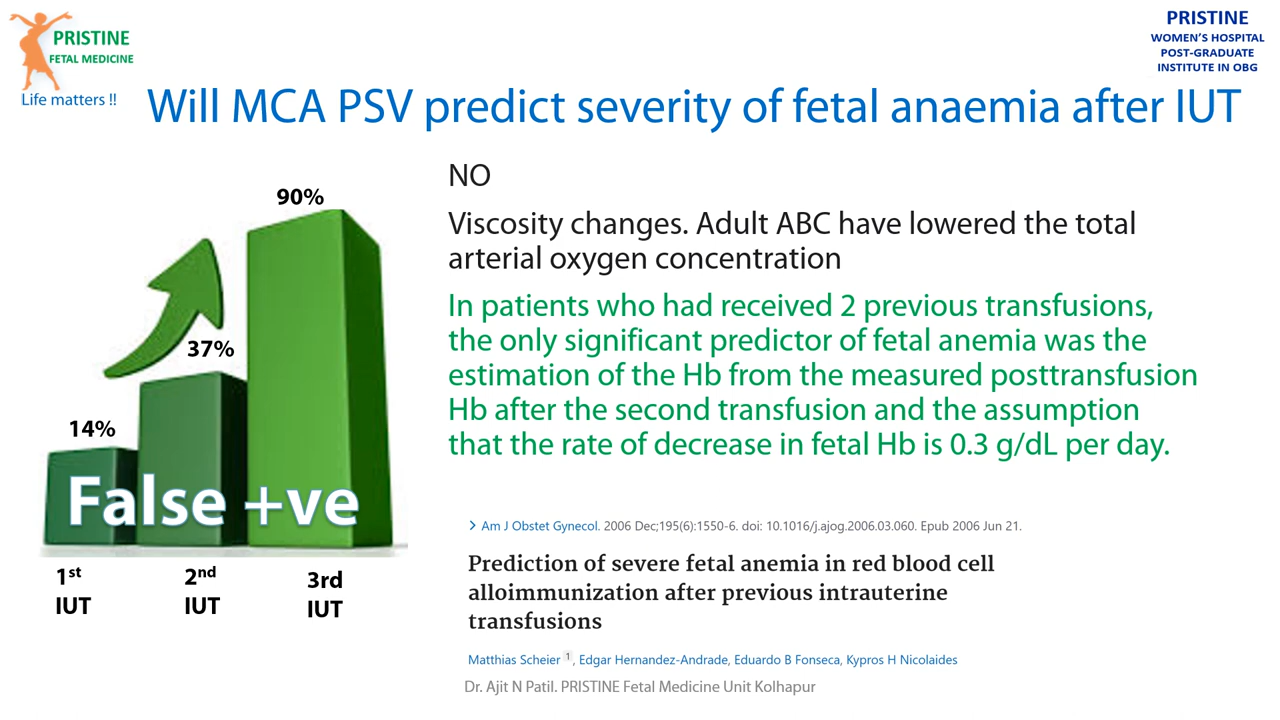 PRISTINE
FETAL MEDICINE
Life matters !!
PRISTINE
WOMEN'S HOSPITAL
POST-GRADUATE
INSTITUTE IN OBG
Will MCA PSV predict severity of fetal anaemia after IUT
NO
Viscosity changes. Adult ABC have lowered the total
arterial oxygen concentration
In patients who had received 2 previous transfusions,
the only significant predictor of fetal anemia was the
estimation of the Hb from the measured posttransfusion
Hb after the second transfusion and the assumption
that the rate of decrease in fetal Hb is 0.3 g/dL per day.
90%
37%
14%
False +ve
1st
IUT
2nd
IUT
3rd
IUT
> Am J Obstet Gynecol. 2006 Dec;195(6):1550-6. doi: 10.1016/j.ajog.2006.03.060. Epub 2006 Jun 21.
Prediction of severe fetal anemia in red blood cell
alloimmunization after previous intrauterine
transfusions
Matthias Scheier 1, Edgar Hernandez-Andrade, Eduardo B Fonseca, Kypros H Nicolaides
Dr. Ajit N Patil. PRISTINE Fetal Medicine Unit Kolhapur